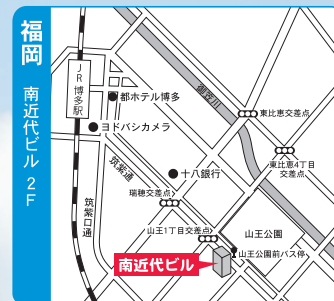 福岡
南近代ビル 2F
JR博多駅
都ホテル博多
ヨドバシカメラ
御笠川
東比恵交差点
東比恵4丁目
交差点
筑紫通
十八銀行
瑞穂交差点
筑紫口通
山王1丁目交差点
山王公園
山王公園前バス停
南近代ビル